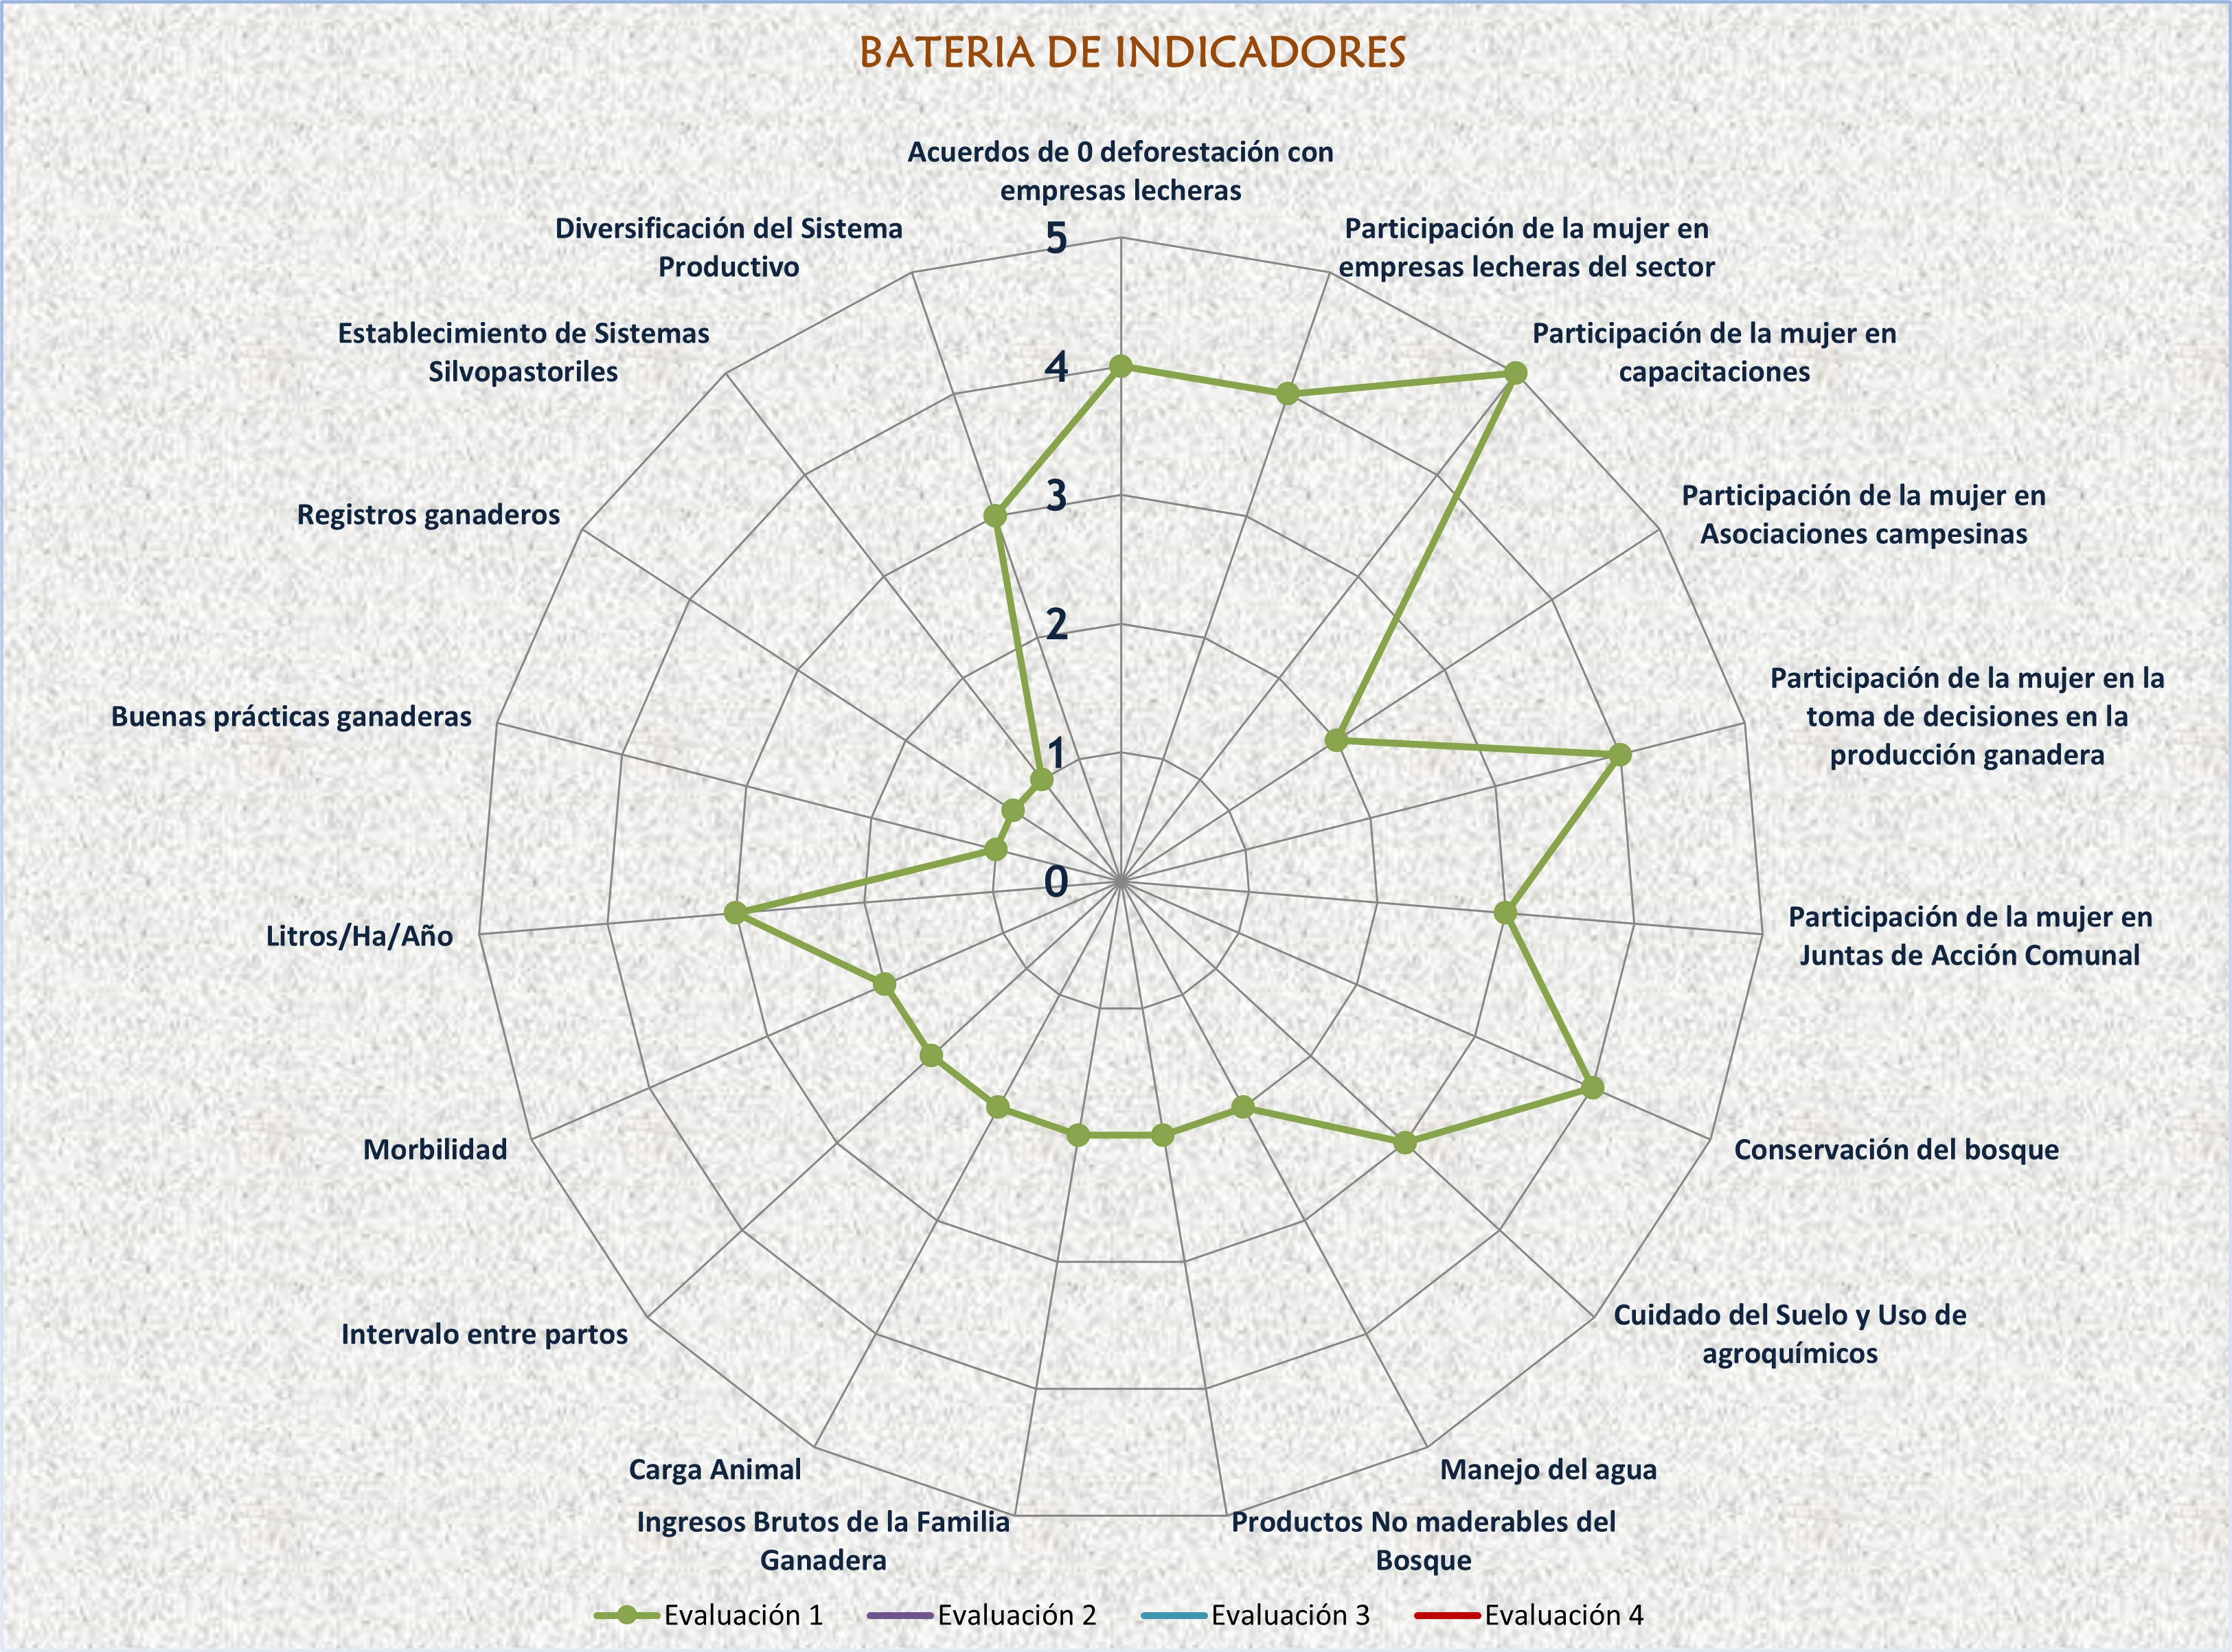 BATERIA DE INDICADORES
Acuerdos de 0 deforestación con
empresas lecheras
Participación de la mujer en
empresas lecheras del sector
Participación de la mujer en
capacitaciones
Participación de la mujer en
Asociaciones campesinas
Participación de la mujer en la
toma de decisiones en la
producción ganadera
Participación de la mujer en
Juntas de Acción Comunal
Conservación del bosque
Cuidado del Suelo y Uso de
agroquímicos
Manejo del agua
Productos No maderables del
Bosque
Ingresos Brutos de la Familia
Ganadera
Carga Animal
Intervalo entre partos
Morbilidad
Litros/Ha/Año
Buenas prácticas ganaderas
Registros ganaderos
Establecimiento de Sistemas
Silvopastoriles
Diversificación del Sistema
Productivo
5
4
3
2
1
0
Evaluación 1
Evaluación 2
Evaluación 3
Evaluación 4